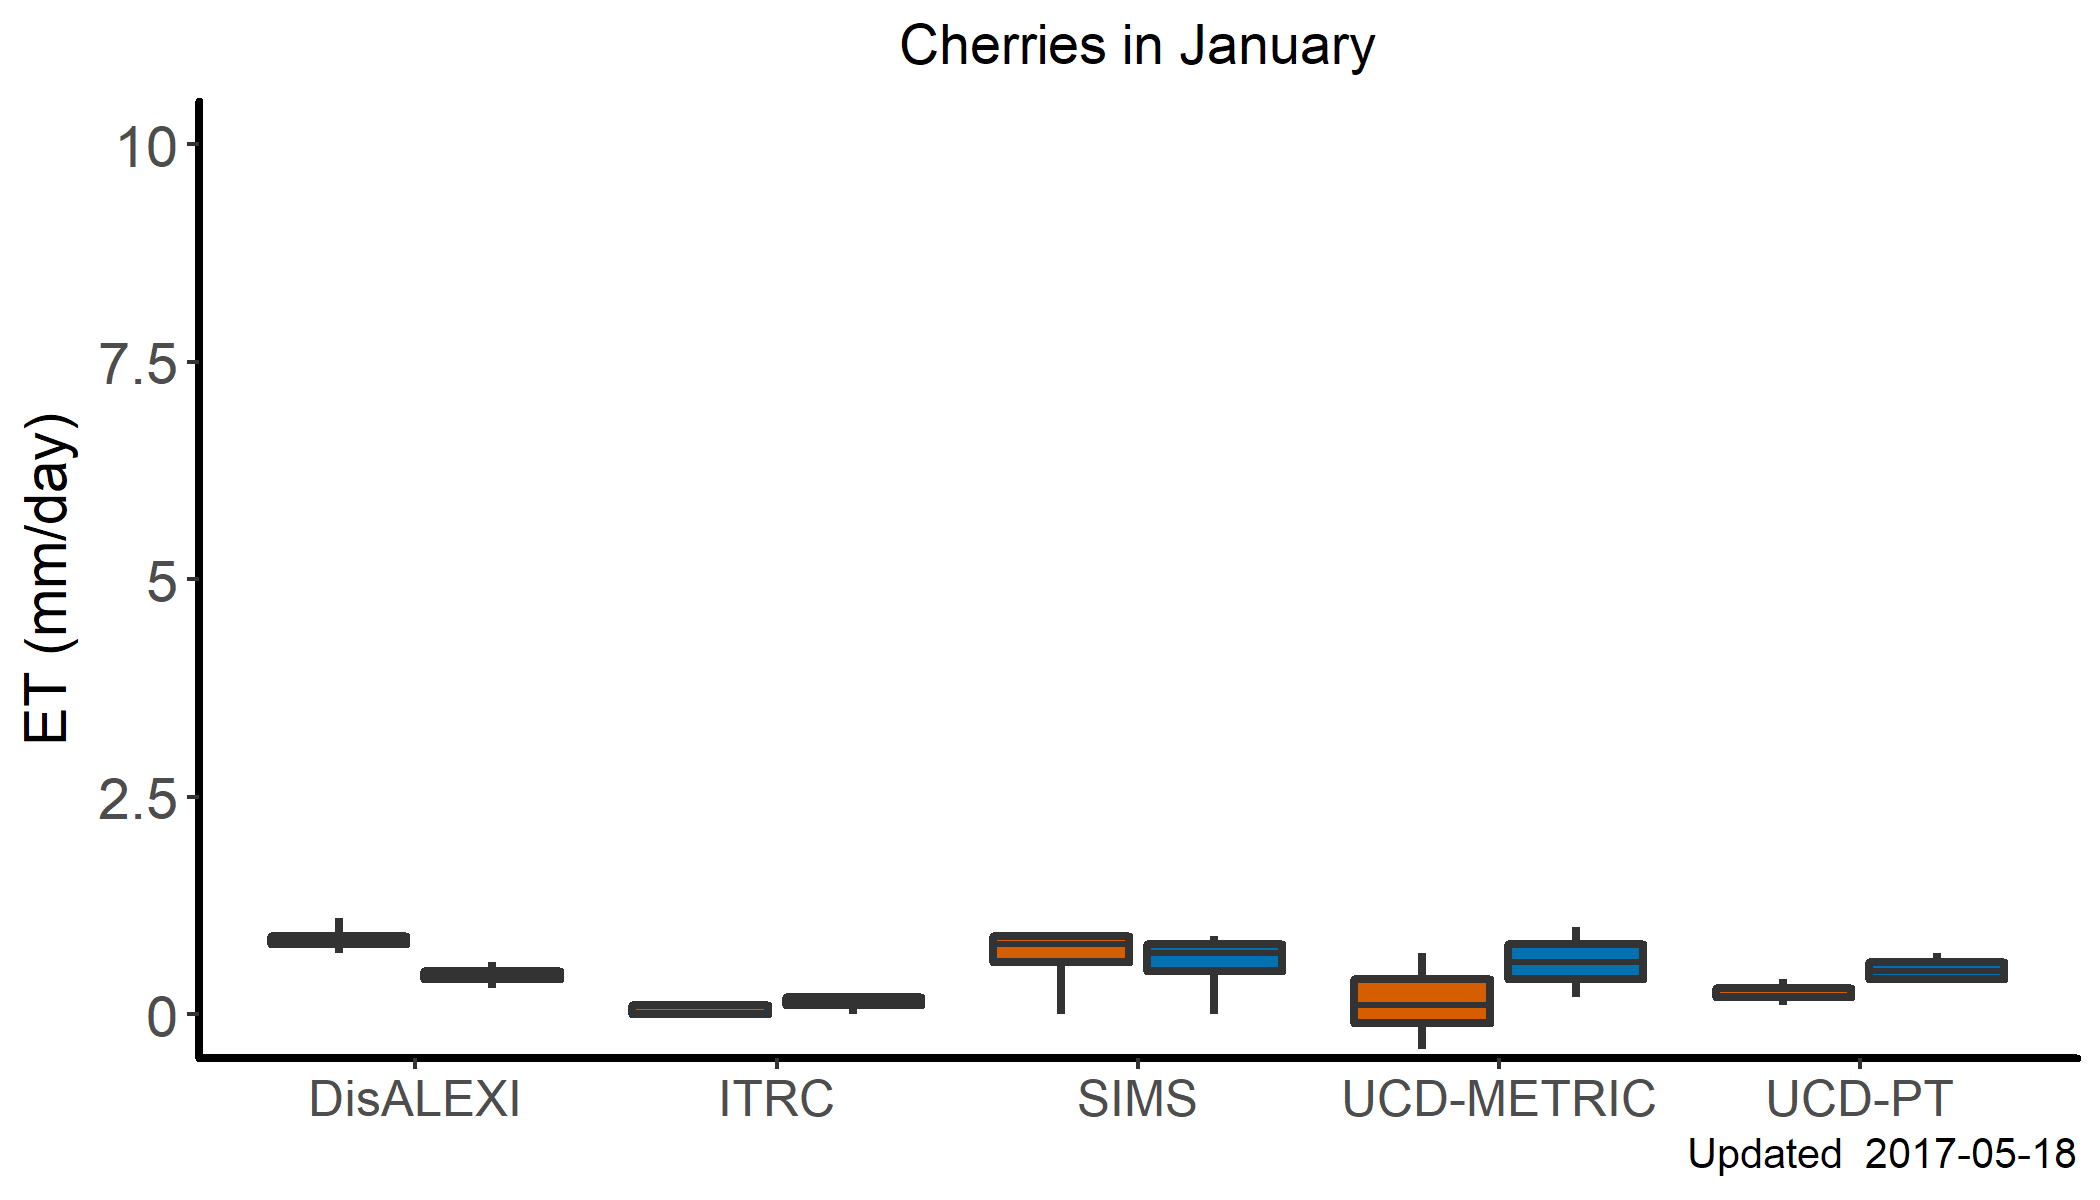 Cherries in January
10
7.5
5
2.5
0
ET (mm/day)
DisALEXI
ITRC
SIMS
UCD-METRIC
UCD-PT
Updated  2017-05-18